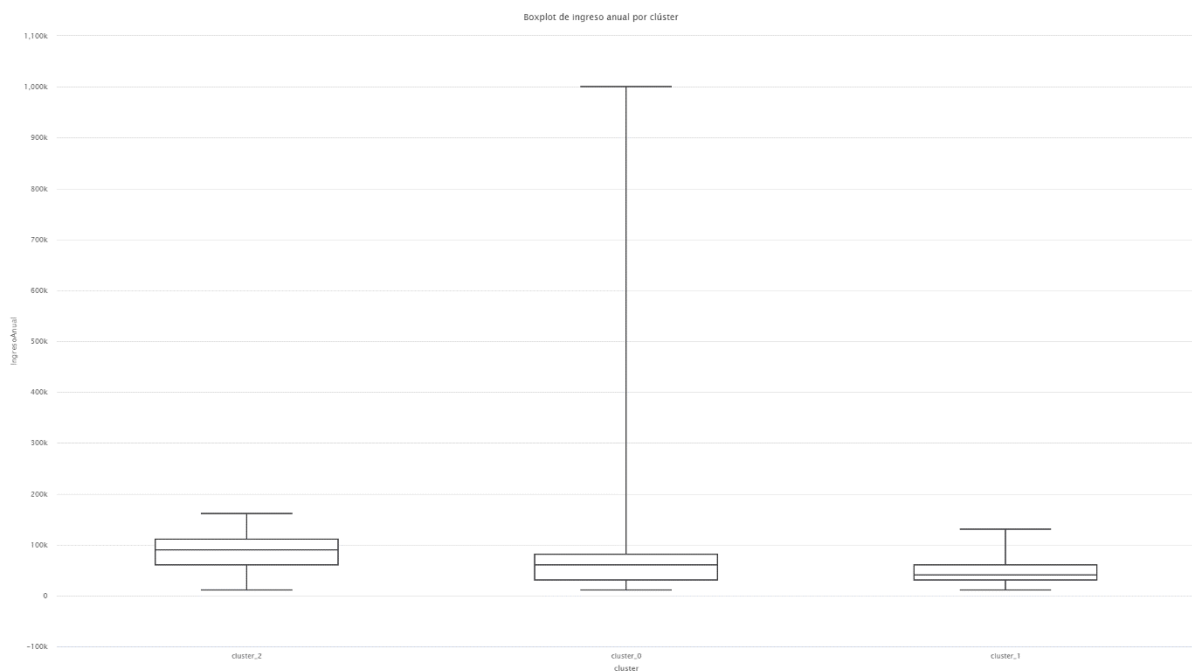 Boxplot de ingreso anual por clúster
1,100k
1,000k
900k
800k
700k
600k
500k
400k
300k
200k
100k
0
-100k
IngresoAnual
cluster_2
cluster_0
cluster_1
cluster